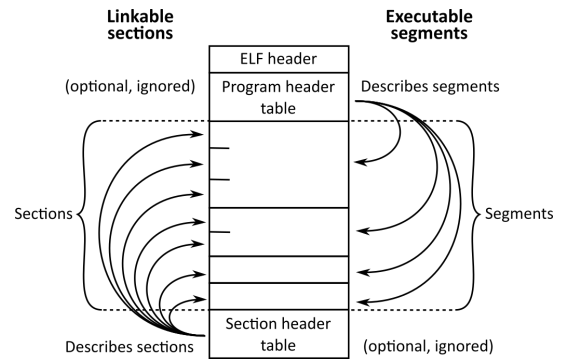 Linkable
sections
Executable
segments
ELF header
(optional, ignored)
Program header
table
Describes segments
Sections
Segments
Describes sections
Section header
table
(optional, ignored)